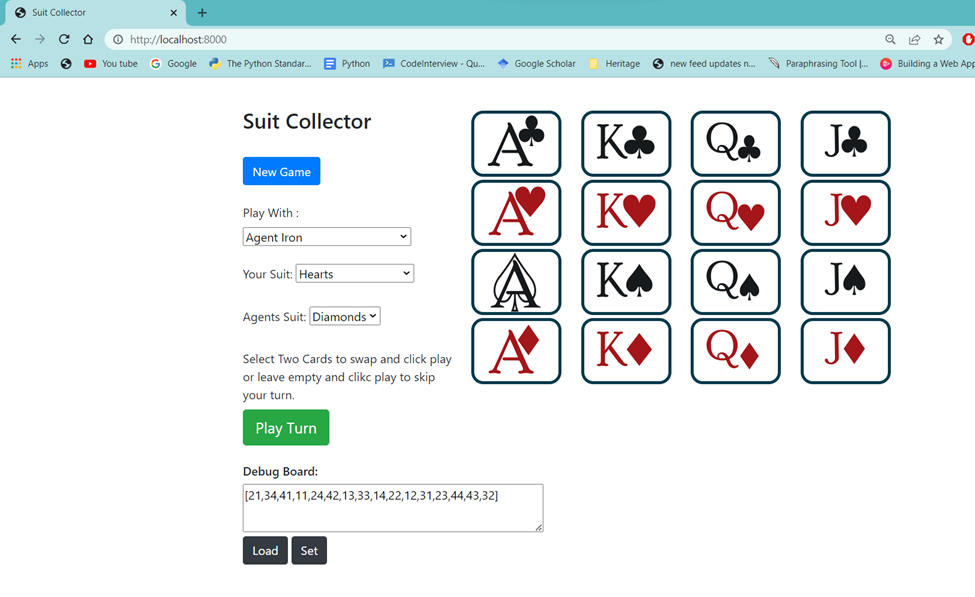 Suit Collector
http://localhost:8000
Apps You tube Google The Python Standar... Python CodeInterview - Qu... Google Scholar Heritage new feed updates n... Paraphrasing Tool |... Building a Web App
Suit Collector
New Game
Play With :
Agent Iron
Your Suit: Hearts
Agents Suit: Diamonds
Select Two Cards to swap and click play
or leave empty and clikc play to skip
your turn.
Play Turn
Debug Board:
[21,34,41,11,24,42,13,33,14,22,12,31,23,44,43,32]
Load Set
A♣ K♣ Q♣ J♣
A♥ K♥ Q♥ J♥
A♠ K♠ Q♠ J♠
A♦ K♦ Q♦ J♦